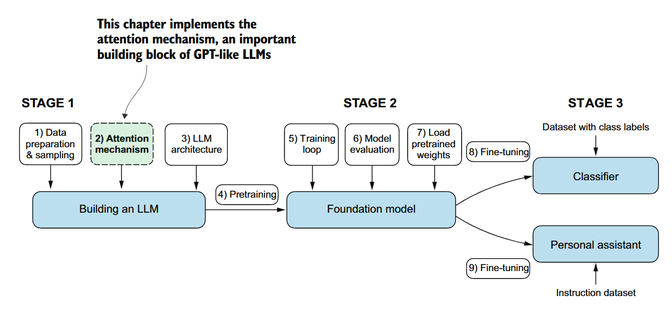 This chapter implements the
attention mechanism, an important
building block of GPT-like LLMs
STAGE 1
STAGE 2
STAGE 3
1) Data
preparation
& sampling
2) Attention
mechanism
3) LLM
architecture
5) Training
loop
6) Model
evaluation
7) Load
pretrained
weights
Dataset with class labels
8) Fine-tuning
Classifier
4) Pretraining
Building an LLM
Foundation model
Personal assistant
9) Fine-tuning
Instruction dataset